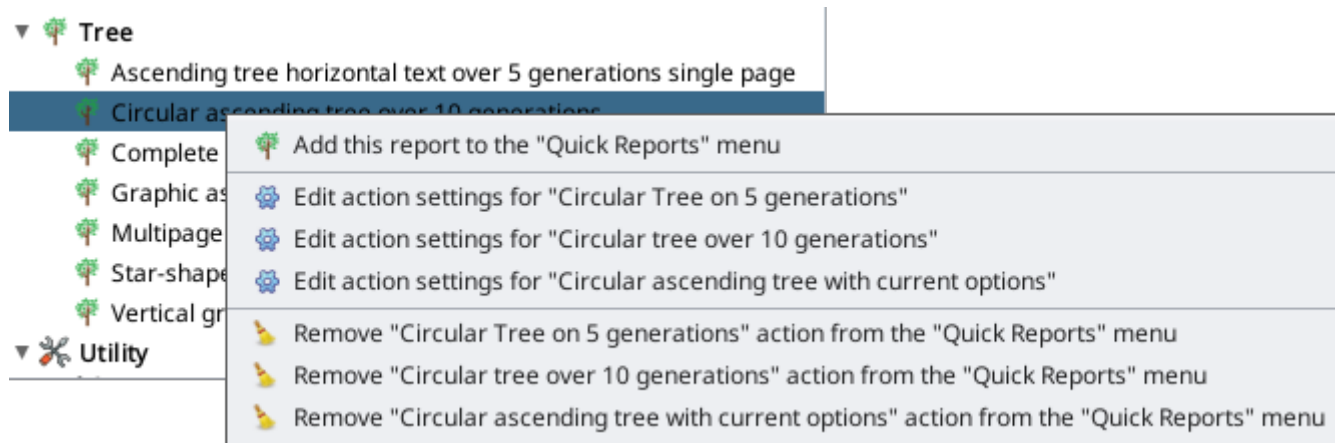 Tree
Ascending tree horizontal text over 5 generations single page
Circular ascending tree over 10 generations
Complete
Add this report to the "Quick Reports" menu
Graphic as
Edit action settings for "Circular Tree on 5 generations"
Multipage
Edit action settings for "Circular tree over 10 generations"
Star-shape
Edit action settings for "Circular ascending tree with current options"
Vertical gr
Remove "Circular Tree on 5 generations" action from the "Quick Reports" menu
Utility
Remove "Circular tree over 10 generations" action from the "Quick Reports" menu
Remove "Circular ascending tree with current options" action from the "Quick Reports" menu